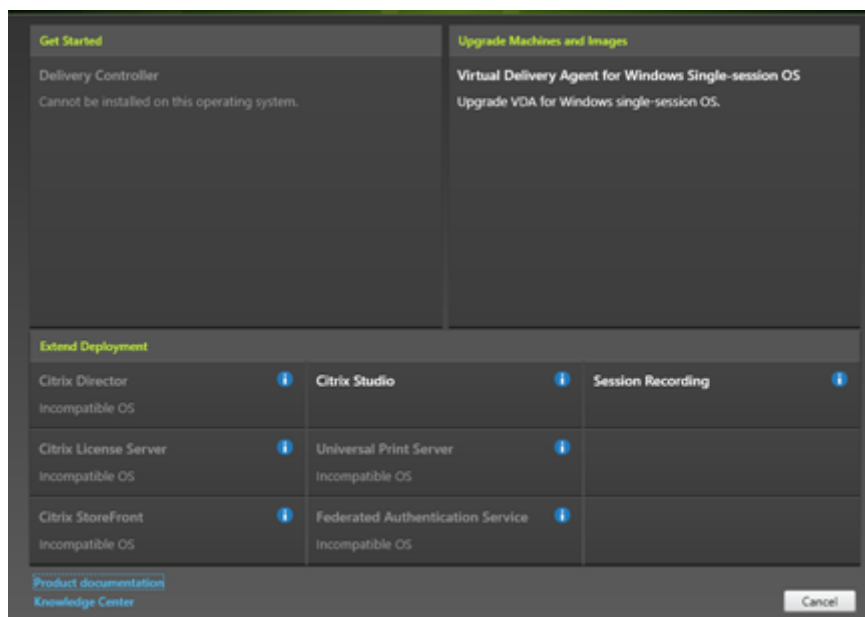 Get Started
Upgrade Machines and Images
Delivery Controller
Cannot be installed on this operating system.
Virtual Delivery Agent for Windows Single-session OS
Upgrade VDA for Windows single-session OS.
Extend Deployment
Citrix Director
Incompatible OS
Citrix Studio
Session Recording
Citrix License Server
Incompatible OS
Universal Print Server
Incompatible OS
Citrix StoreFront
Incompatible OS
Federated Authentication Service
Incompatible OS
Product documentation
Knowledge Center
Cancel